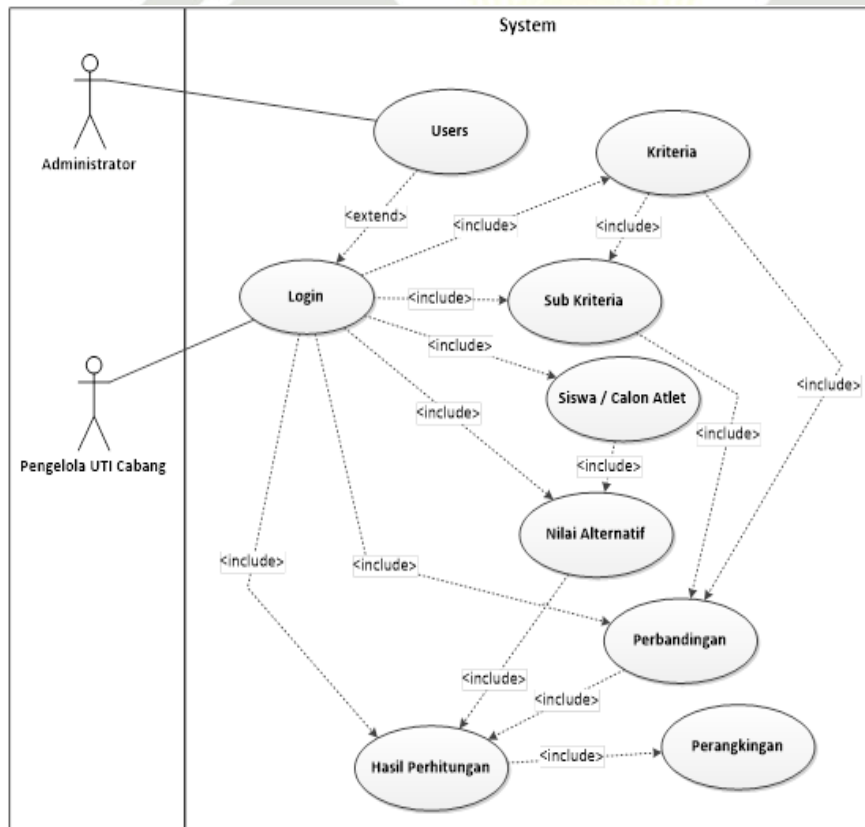 System
Administrator
Users
Kriteria
<extend>
<include>
<include>
Login
<include>
Sub Kriteria
<include>
Siswa / Calon Atlet
<include>
<include>
<include>
Pengelola UTI Cabang
<include>
Nilai Alternatif
<include>
<include>
Perbandingan
<include>
<include>
Hasil Perhitungan
<include>
Perangkingan